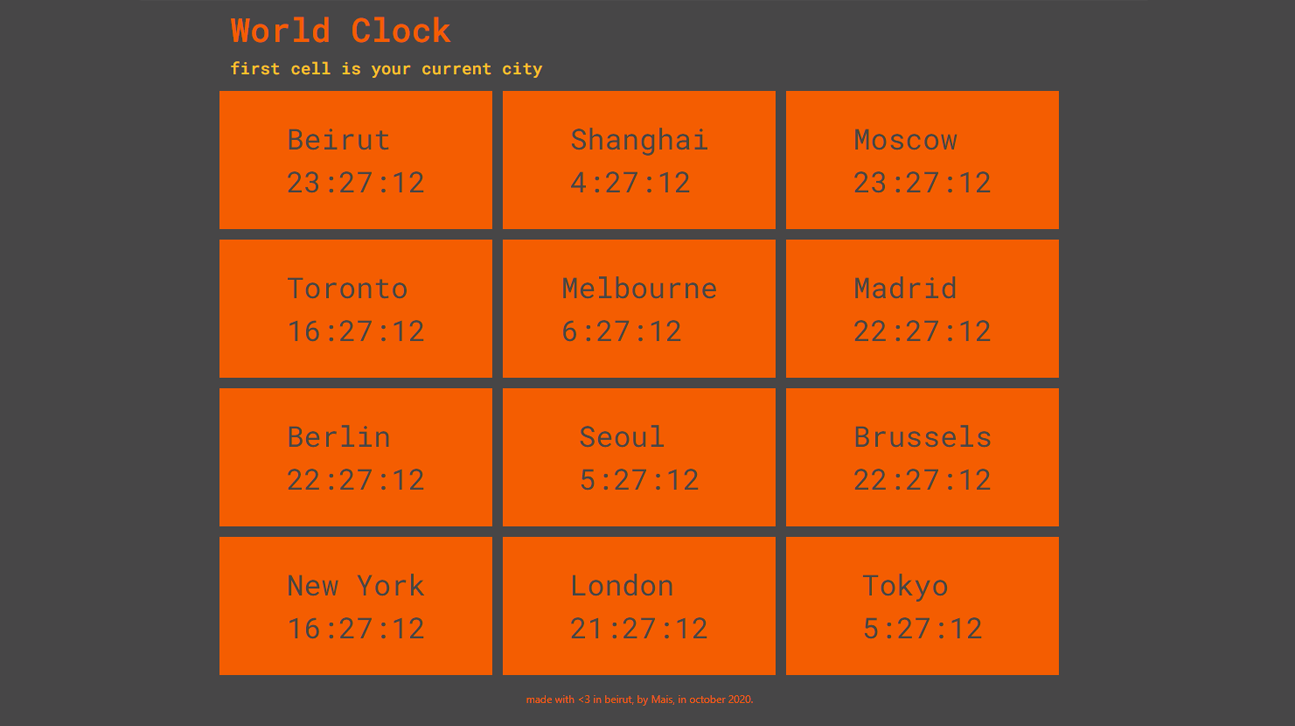 World Clock
first cell is your current city
Beirut
23:27:12
Shanghai
4:27:12
Moscow
23:27:12
Toronto
16:27:12
Melbourne
6:27:12
Madrid
22:27:12
Berlin
22:27:12
Seoul
5:27:12
Brussels
22:27:12
New York
16:27:12
London
21:27:12
Tokyo
5:27:12
made with <3 in beirut, by Mais, in october 2020.